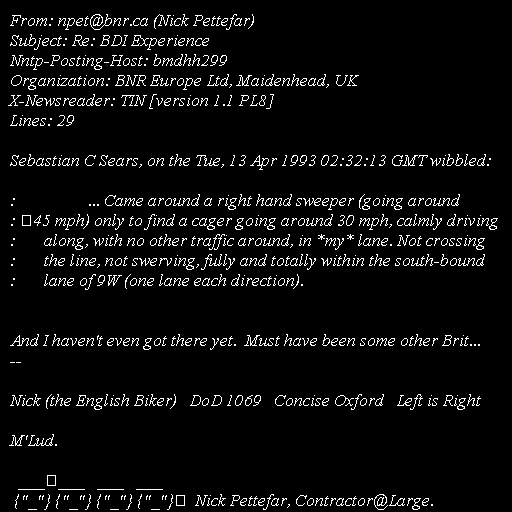 From: npet@bnr.ca (Nick Pettefar)
Subject: Re: BDI Experience
Nntp-Posting-Host: bmdhh299
Organization: BNR Europe Ltd, Maidenhead, UK
X-Newsreader: TIN [version 1.1 PL8]
Lines: 29

Sebastian C Sears, on the Tue, 13 Apr 1993 02:32:13 GMT wibbled:

: ... Came around a right hand sweeper (going around
: 45 mph) only to find a cager going around 30 mph, calmly driving
: along, with no other traffic around, in *my* lane. Not crossing
: the line, not swerving, fully and totally within the south-bound
: lane of 9W (one lane each direction).

And I haven't even got there yet. Must have been some other Brit...
--

Nick (the English Biker) DoD 1069 Concise Oxford Left is Right

M'Lud.

___ ___ ___ ___
{"_"} {"_"} {"_"} {"_"} Nick Pettefar, Contractor@Large.